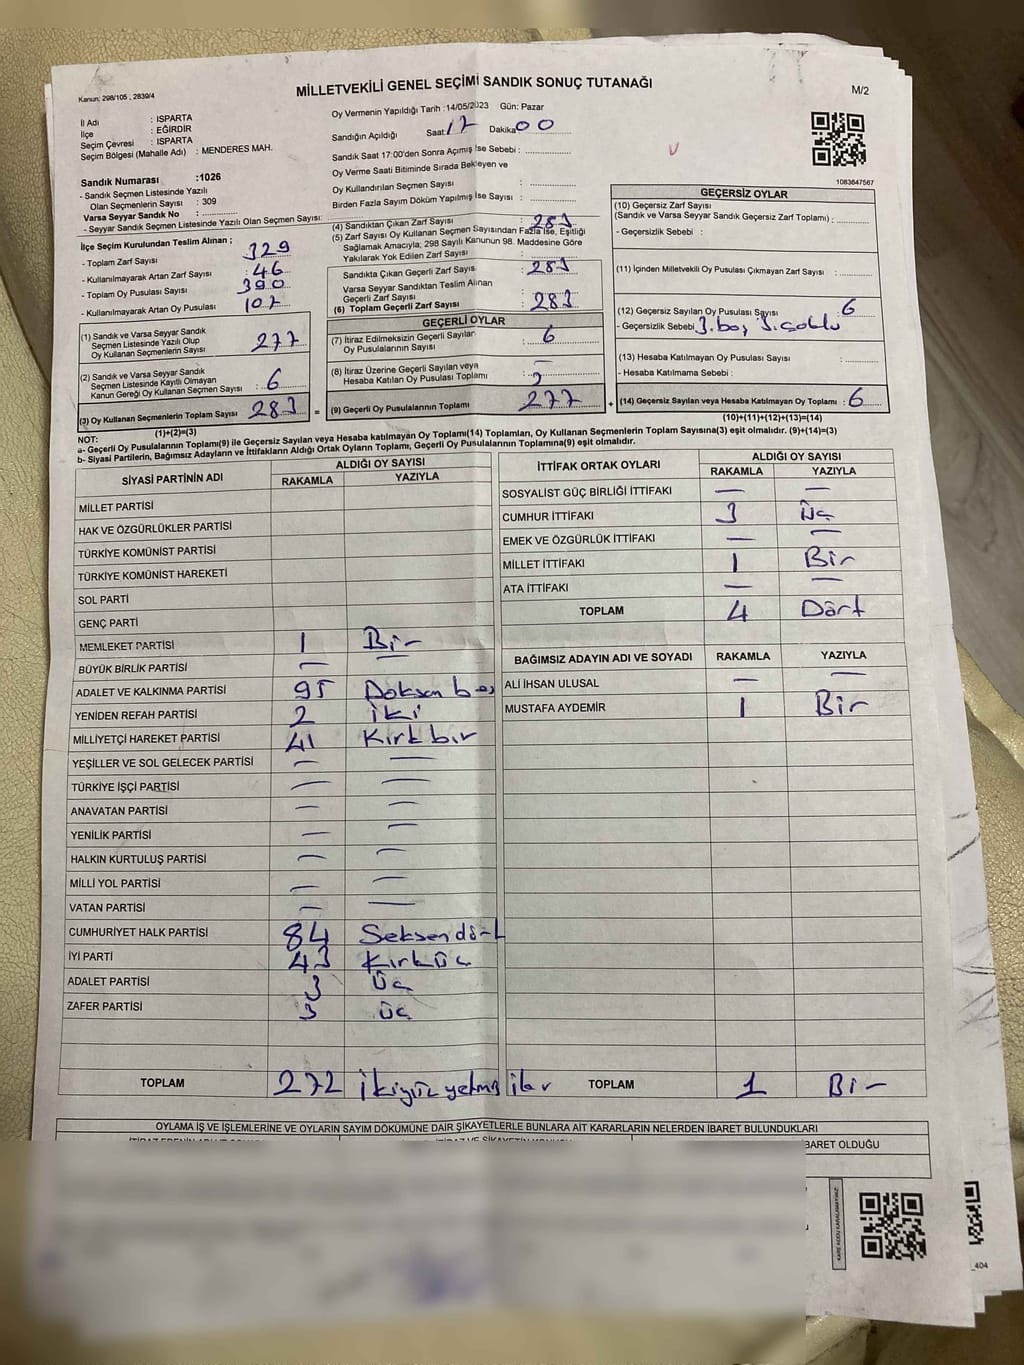 Kanun; 298/105 , 2839/4
MİLLETVEKİLİ GENEL SEÇİMİ SANDIK SONUÇ TUTANAĞI
M/2
İl Adı : ISPARTA
İlçe : EĞİRDİR
Seçim Çevresi : ISPARTA
Seçim Bölgesi (Mahalle Adı) : MENDERES MAH.
Oy Vermenin Yapıldığı Tarih :14/05/2023 Gün: Pazar
Sandığın Açıldığı Saat 17 Dakika 00
Sandık Saat 17:00'den Sonra Açımış İse Sebebi :
Oy Verme Saati Bitiminde Sırada Bekleyen ve
Oy Kullandırılan Seçmen Sayısı :
Birden Fazla Sayım Döküm Yapılmış İse Sayısı :
1083647567
Sandık Numarası :1026
- Sandık Seçmen Listesinde Yazılı
Olan Seçmenlerin Sayısı : 309
Varsa Seyyar Sandık No :
- Seyyar Sandık Seçmen Listesinde Yazılı Olan Seçmen Sayısı:
İlçe Seçim Kurulundan Teslim Alınan ;
- Toplam Zarf Sayısı : 329
- Kullanılmayarak Artan Zarf Sayısı : 46
- Toplam Oy Pusulası Sayısı : 390
- Kullanılmayarak Artan Oy Pusulası : 107
(1) Sandık ve Varsa Seyyar Sandık
Seçmen Listesinde Yazılı Olup
Oy Kullanan Seçmenlerin Sayısı : 277
(2) Sandık ve Varsa Seyyar Sandık
Seçmen Listesinde Kayıtlı Olmayan
Kanun Gereği Oy Kullanan Seçmen Sayısı : 6
(3) Oy Kullanan Seçmenlerin Toplam Sayısı : 283
(1)+(2)=(3)
(4) Sandıktan Çıkan Zarf Sayısı : 283
(5) Zarf Sayısı Oy Kullanan Seçmen Sayısından Fazla İse, Eşitliği
Sağlamak Amacıyla; 298 Sayılı Kanunun 98. Maddesine Göre
Yakılarak Yok Edilen Zarf Sayısı :
Sandıkta Çıkan Geçerli Zarf Sayıs : 283
Varsa Seyyar Sandıktan Teslim Alınan
Geçerli Zarf Sayısı :
(6) Toplam Geçerli Zarf Sayısı : 283
GEÇERLİ OYLAR
(7) İtiraz Edilmeksizin Geçerli Sayılan
Oy Pusulalarının Sayısı : 6
(8) İtiraz Üzerine Geçerli Sayılan veya
Hesaba Katılan Oy Pusulası Toplamı :
= (9) Geçerli Oy Pusulalarının Toplamı : 277
GEÇERSİZ OYLAR
(10) Geçersiz Zarf Sayısı
(Sandık ve Varsa Seyyar Sandık Geçersiz Zarf Toplamı) :
- Geçersizlik Sebebi :
(11) İçinden Milletvekili Oy Pusulası Çıkmayan Zarf Sayısı :
(12) Geçersiz Sayılan Oy Pusulası Sayısı : 6
- Geçersizlik Sebebi 3.boş 3.çoklu
(13) Hesaba Katılmayan Oy Pusulası Sayısı :
- Hesaba Katılmama Sebebi :
+ (14) Geçersiz Sayılan veya Hesaba Katılmayan Oy Toplamı : 6
(10)+(11)+(12)+(13)=(14)
NOT:
a- Geçerli Oy Pusulalarının Toplamı(9) ile Geçersiz Sayılan veya Hesaba katılmayan Oy Toplamı(14) Toplamları, Oy Kullanan Seçmenlerin Toplam Sayısına(3) eşit olmalıdır. (9)+(14)=(3)
b- Siyasi Partilerin, Bağımsız Adayların ve İttifakların Aldığı Ortak Oyların Toplamı, Geçerli Oy Pusulalarının Toplamına(9) eşit olmalıdır.
SİYASİ PARTİNİN ADI
ALDIĞI OY SAYISI
RAKAMLA YAZIYLA
MİLLET PARTİSİ
HAK VE ÖZGÜRLÜKLER PARTİSİ
TÜRKİYE KOMÜNİST PARTİSİ
TÜRKİYE KOMÜNİST HAREKETİ
SOL PARTİ
GENÇ PARTİ
MEMLEKET PARTİSİ 1 Bir
BÜYÜK BİRLİK PARTİSİ —
ADALET VE KALKINMA PARTİSİ 95 Doksan beş
YENİDEN REFAH PARTİSİ 2 iki
MİLLİYETÇİ HAREKET PARTİSİ 41 Kırk bir
YEŞİLLER VE SOL GELECEK PARTİSİ — —
TÜRKİYE İŞÇİ PARTİSİ — —
ANAVATAN PARTİSİ — —
YENİLİK PARTİSİ — —
HALKIN KURTULUŞ PARTİSİ — —
MİLLİ YOL PARTİSİ — —
VATAN PARTİSİ — —
CUMHURİYET HALK PARTİSİ 84 Seksen dört
İYİ PARTİ 43 Kırk üç
ADALET PARTİSİ 3 üç
ZAFER PARTİSİ 3 üç
TOPLAM 272 İkiyüz yetmiş
İTTİFAK ORTAK OYLARI
ALDIĞI OY SAYISI
RAKAMLA YAZIYLA
SOSYALİST GÜÇ BİRLİĞİ İTTİFAKI — —
CUMHUR İTTİFAKI 3 Üç
EMEK VE ÖZGÜRLÜK İTTİFAKI — —
MİLLET İTTİFAKI 1 Bir
ATA İTTİFAKI — —
TOPLAM 4 Dört
BAĞIMSIZ ADAYIN ADI VE SOYADI RAKAMLA YAZIYLA
ALİ İHSAN ULUSAL — —
MUSTAFA AYDEMİR 1 Bir
TOPLAM 1 Bir
OYLAMA İŞ VE İŞLEMLERİNE VE OYLARIN SAYIM DÖKÜMÜNE DAİR ŞİKAYETLERLE BUNLARA AİT KARARLARIN NELERDEN İBARET BULUNDUKLARI
BARET OLDUĞU
KARE KODU KARALAMAYINIZ
_404